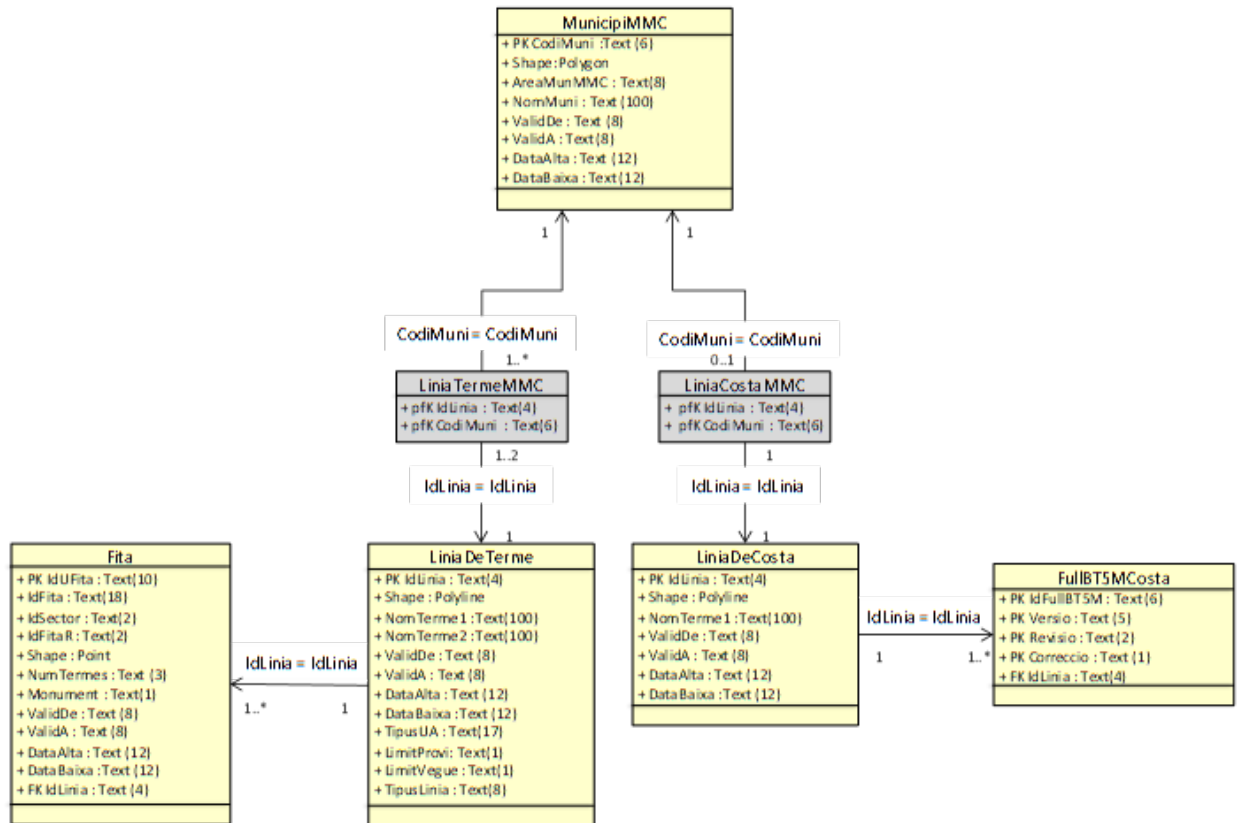 MunicipiMMC
+ PK CodiMuni :Text (6)
+ Shape:Polygon
+ AreaMunMMC : Text(8)
+ NomMuni : Text (100)
+ ValidDe : Text (8)
+ ValidA : Text(8)
+ DataAlta : Text (12)
+ DataBaixa : Text(12)
1
1
CodiMuni = CodiMuni
CodiMuni = CodiMuni
1..*
0..1
LiniaTermeMMC
+ pfK IdLinia : Text(4)
+ pfK CodiMuni : Text(6)
LiniaCostaMMC
+ pfK IdLinia : Text(4)
+ pfK CodiMuni : Text(6)
1..2
1
IdLinia = IdLinia
IdLinia = IdLinia
1
1
Fita
+ PK IdUFita : Text(10)
+ IdFita : Text(18)
+ IdSector : Text(2)
+ IdFitaR : Text(2)
+ Shape : Point
+ NumTermes : Text (3)
+ Monument : Text(1)
+ ValidDe : Text (8)
+ ValidA : Text (8)
+ DataAlta : Text (12)
+ DataBaixa : Text (12)
+ FK IdLinia : Text (4)
IdLinia = IdLinia
1..*
1
LiniaDeTerme
+ PK IdLinia : Text(4)
+ Shape : Polyline
+ NomTerme1 : Text(100)
+ NomTerme2 : Text(100)
+ ValidDe : Text (8)
+ ValidA : Text (8)
+ DataAlta : Text (12)
+ DataBaixa : Text (12)
+ TipusUA : Text(17)
+ LimitProvi: Text(1)
+ LimitVegue : Text(1)
+ TipusLinia : Text(8)
LiniaDeCosta
+ PK IdLinia : Text(4)
+ Shape : Polyline
+ NomTerme1 : Text(100)
+ ValidDe : Text (8)
+ ValidA : Text (8)
+ DataAlta : Text (12)
+ DataBaixa : Text (12)
IdLinia = IdLinia
1
1..*
FullBT5MCosta
+ PK IdFullBT5M : Text (6)
+ PK Versio : Text (5)
+ PK Revisio : Text (2)
+ PK Correccio : Text (1)
+ FK IdLinia : Text(4)